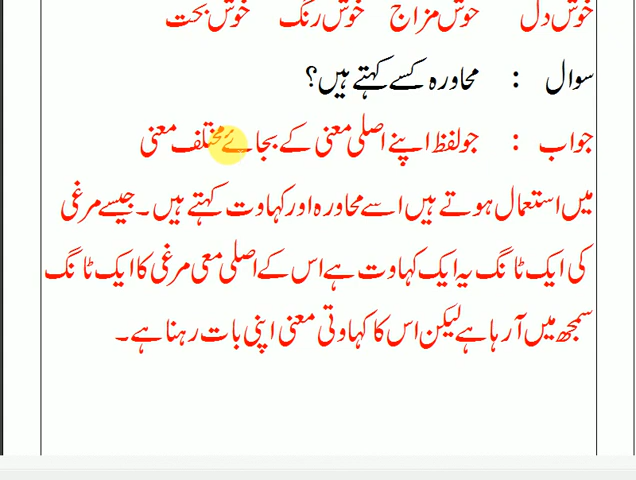 خوش دل خوش مزاج خوش رنگ خوش بخت
سوال : محاورہ کسے کہتے ہیں؟
جواب : جو لفظ اپنے اصلی معنی کے بجائے مختلف معنی
میں استعمال ہوتے ہیں اسے محاورہ اور کہاوت کہتے ہیں۔ جیسے مرغی
کی ایک ٹانگ یہ ایک کہاوت ہے اس کے اصلی معی مرغی کا ایک ٹانگ
سمجھ میں آرہا ہے لیکن اس کا کہاوتی معنی اپنی بات رہنا ہے۔